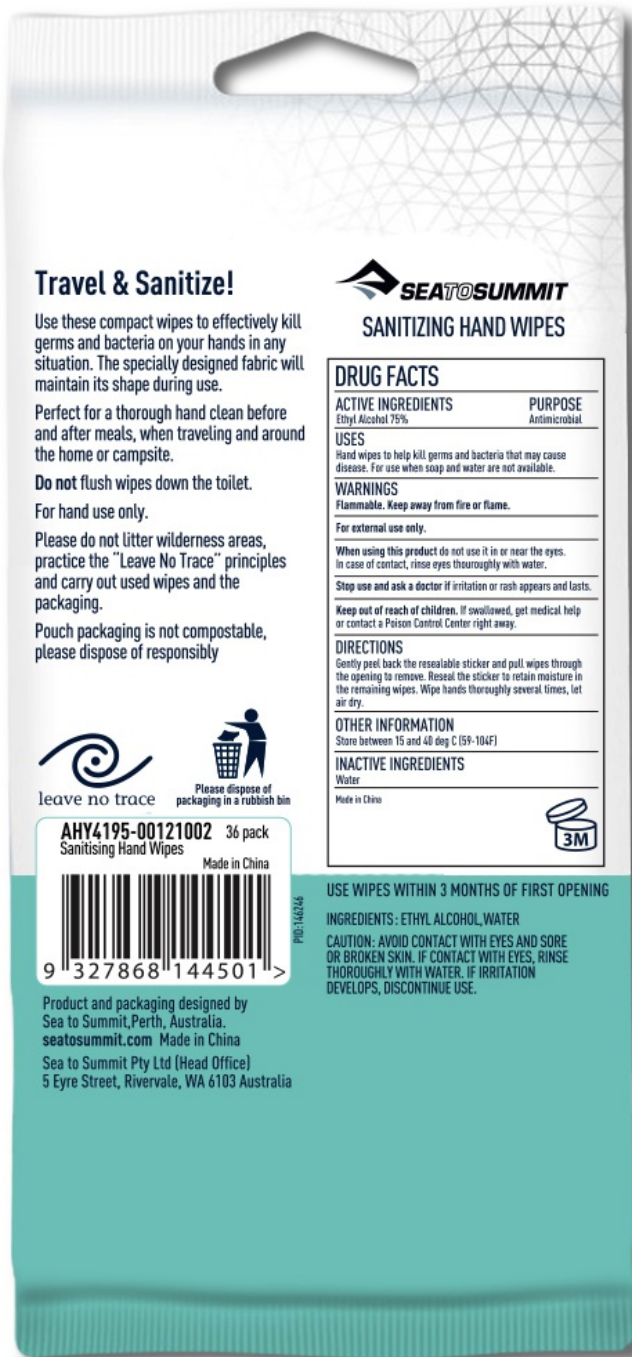 Travel & Sanitize!
Use these compact wipes to effectively kill
germs and bacteria on your hands in any
situation. The specially designed fabric will
maintain its shape during use.
Perfect for a thorough hand clean before
and after meals, when traveling and around
the home or campsite.
Do not flush wipes down the toilet.
For hand use only.
Please do not litter wilderness areas,
practice the "Leave No Trace" principles
and carry out used wipes and the
packaging.
Pouch packaging is not compostable,
please dispose of responsibly
leave no trace
Please dispose of
packaging in a rubbish bin
AHY4195-00121002 36 pack
Sanitising Hand Wipes
Made in China
9 327868 144501 >
PID:146246
Product and packaging designed by
Sea to Summit,Perth, Australia.
seatosummit.com Made in China
Sea to Summit Pty Ltd (Head Office)
5 Eyre Street, Rivervale, WA 6103 Australia
SEATOSUMMIT
SANITIZING HAND WIPES
DRUG FACTS
ACTIVE INGREDIENTS PURPOSE
Ethyl Alcohol 75% Antimicrobial
USES
Hand wipes to help kill germs and bacteria that may cause
disease. For use when soap and water are not available.
WARNINGS
Flammable. Keep away from fire or flame.
For external use only.
When using this product do not use it in or near the eyes.
In case of contact, rinse eyes thouroughly with water.
Stop use and ask a doctor if irritation or rash appears and lasts.
Keep out of reach of children. If swallowed, get medical help
or contact a Poison Control Center right away.
DIRECTIONS
Gently peel back the resealable sticker and pull wipes through
the opening to remove. Reseal the sticker to retain moisture in
the remaining wipes. Wipe hands thoroughly several times, let
air dry.
OTHER INFORMATION
Store between 15 and 40 deg C (59-104F)
INACTIVE INGREDIENTS
Water
Made in China
3M
USE WIPES WITHIN 3 MONTHS OF FIRST OPENING
INGREDIENTS: ETHYL ALCOHOL,WATER
CAUTION: AVOID CONTACT WITH EYES AND SORE
OR BROKEN SKIN. IF CONTACT WITH EYES, RINSE
THOROUGHLY WITH WATER. IF IRRITATION
DEVELOPS, DISCONTINUE USE.